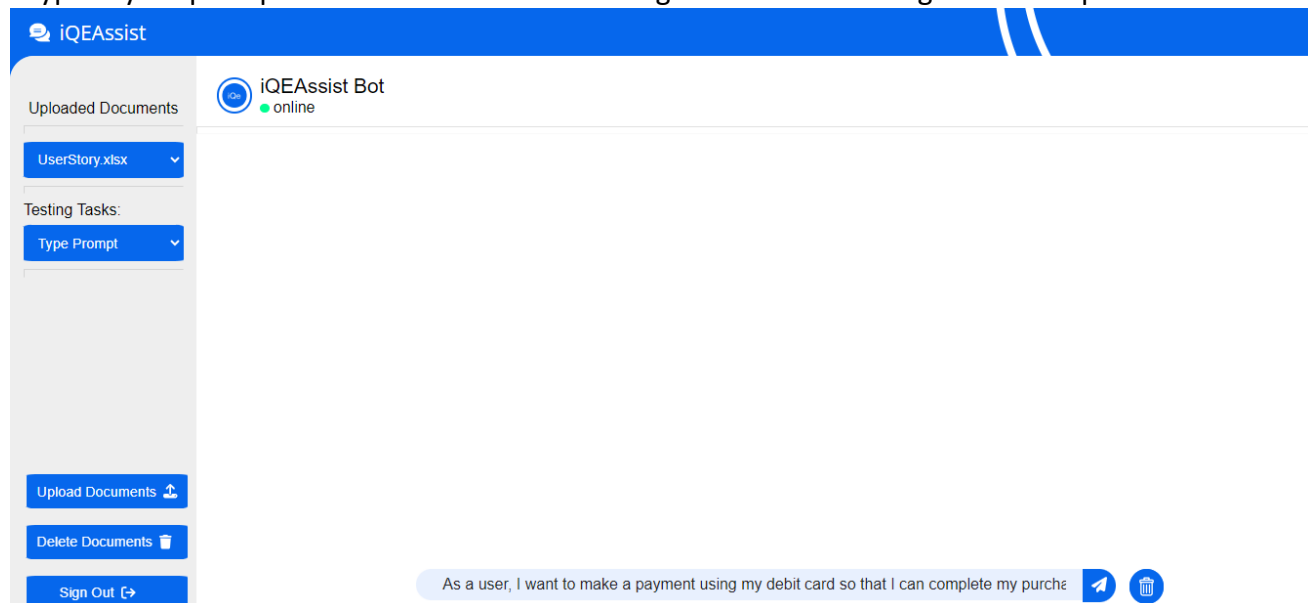 iQEAssist
Uploaded Documents
UserStory.xlsx
Testing Tasks:
Type Prompt
Upload Documents
Delete Documents
Sign Out
iQe
iQEAssist Bot
online
As a user, I want to make a payment using my debit card so that I can complete my purcha